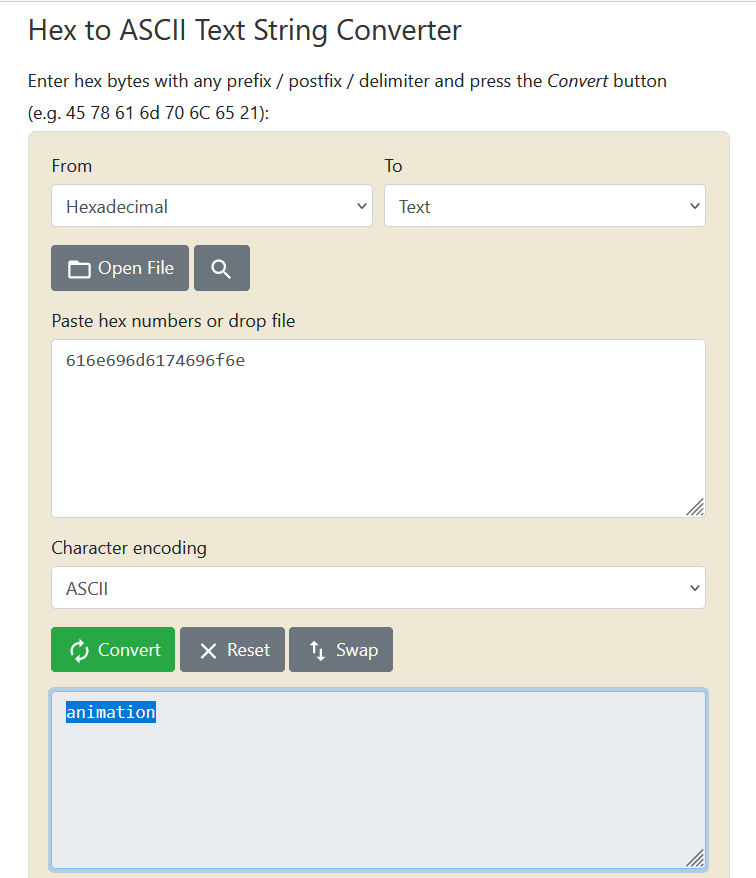 Hex to ASCII Text String Converter
Enter hex bytes with any prefix / postfix / delimiter and press the Convert button
(e.g. 45 78 61 6d 70 6C 65 21):
From To
Hexadecimal Text
Open File
Paste hex numbers or drop file
616e696d6174696f6e
Character encoding
ASCII
Convert Reset Swap
animation